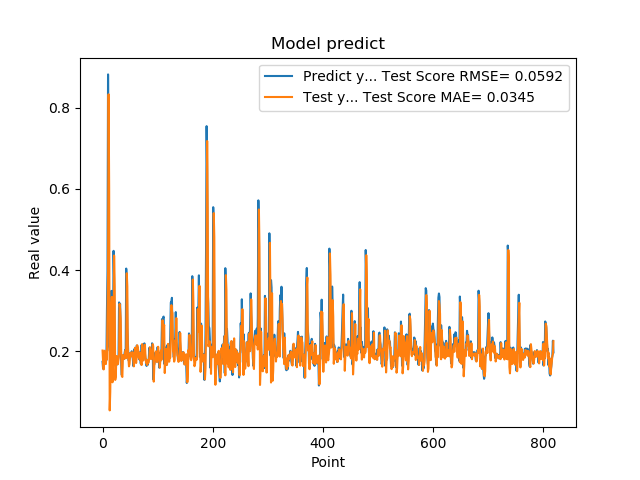 Model predict
Predict y... Test Score RMSE= 0.0592
Test y... Test Score MAE= 0.0345
Real value
0.8
0.6
0.4
0.2
0 200 400 600 800
Point